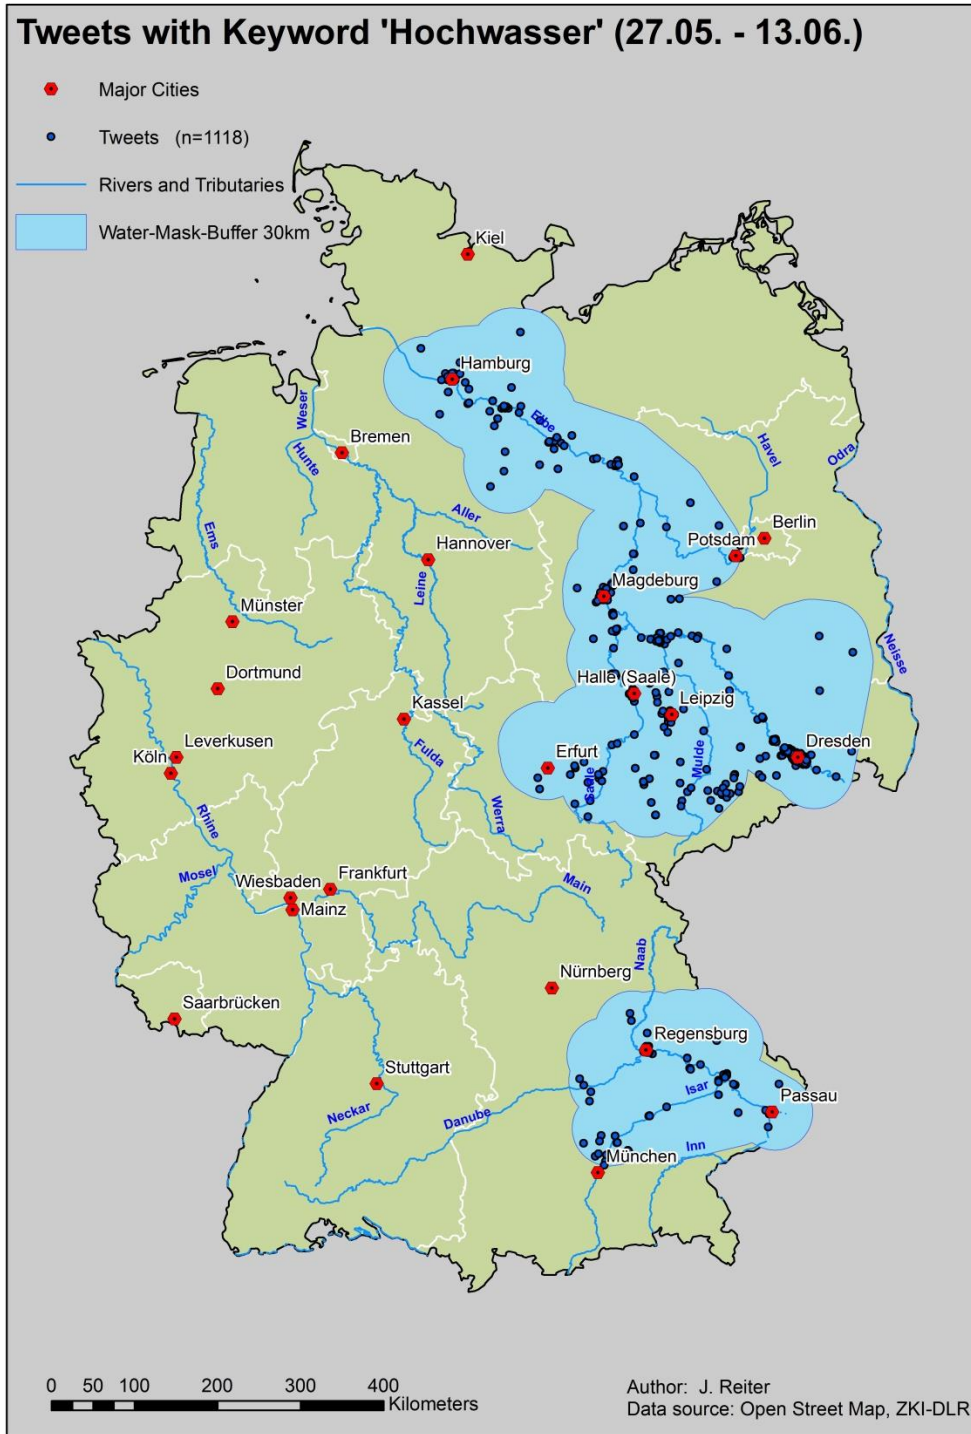 Tweets with Keyword 'Hochwasser' (27.05. - 13.06.)
Major Cities
Tweets (n=1118)
Rivers and Tributaries
Water-Mask-Buffer 30km
Kiel
Hamburg
Elbe
Weser
Bremen
Hunte
Havel
Odra
Ems
Aller
Hannover
Berlin
Potsdam
Leine
Magdeburg
Münster
Neisse
Dortmund
Halle (Saale)
Leipzig
Kassel
Fulda
Leverkusen
Köln
Erfurt
Saale
Mulde
Dresden
Rhine
Werra
Mosel
Wiesbaden
Frankfurt
Mainz
Main
Naab
Nürnberg
Saarbrücken
Regensburg
Stuttgart
Isar
Passau
Neckar
Danube
Inn
München
0 50 100 200 300 400
Kilometers
Author: J. Reiter
Data source: Open Street Map, ZKI-DLR